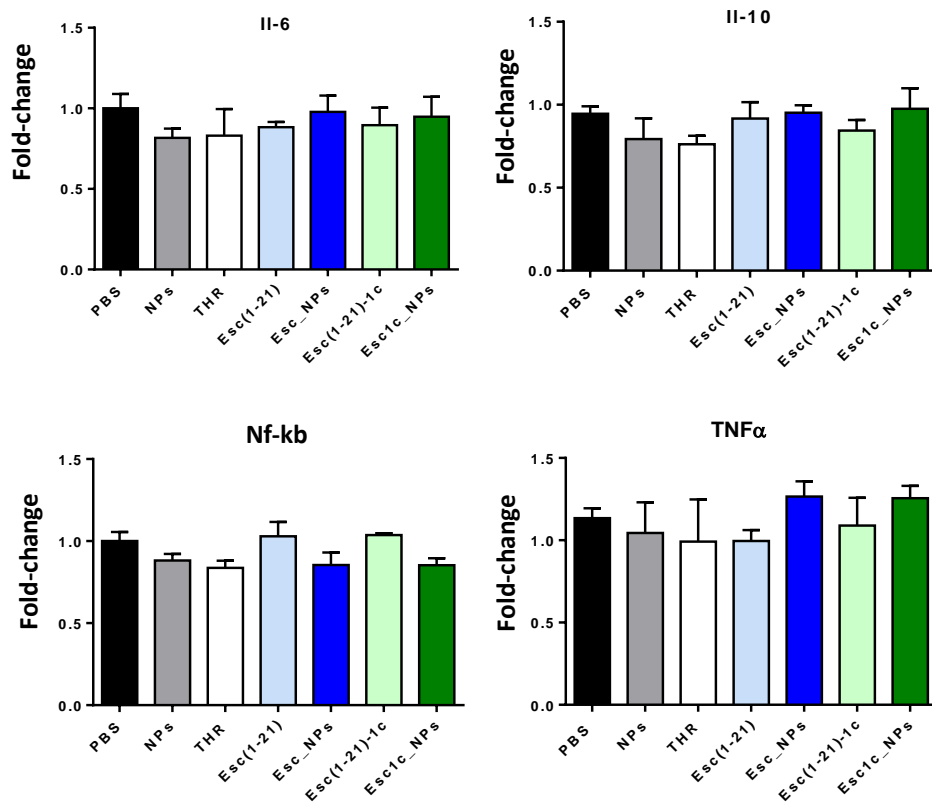 Il-6
Fold-change
1.5
1.0
0.5
0.0
PBS
NPs
THR
Esc(1-21)
Esc_NPs
Esc(1-21)-1c
Esc1c_NPs
Il-10
Fold-change
1.5
1.0
0.5
0.0
PBS
NPs
THR
Esc(1-21)
Esc_NPs
Esc(1-21)-1c
Esc1c_NPs
Nf-kb
Fold-change
1.5
1.0
0.5
0.0
PBS
NPs
THR
Esc(1-21)
Esc_NPs
Esc(1-21)-1c
Esc1c_NPs
TNFα
Fold-change
1.5
1.0
0.5
0.0
PBS
NPs
THR
Esc(1-21)
Esc_NPs
Esc(1-21)-1c
Esc1c_NPs